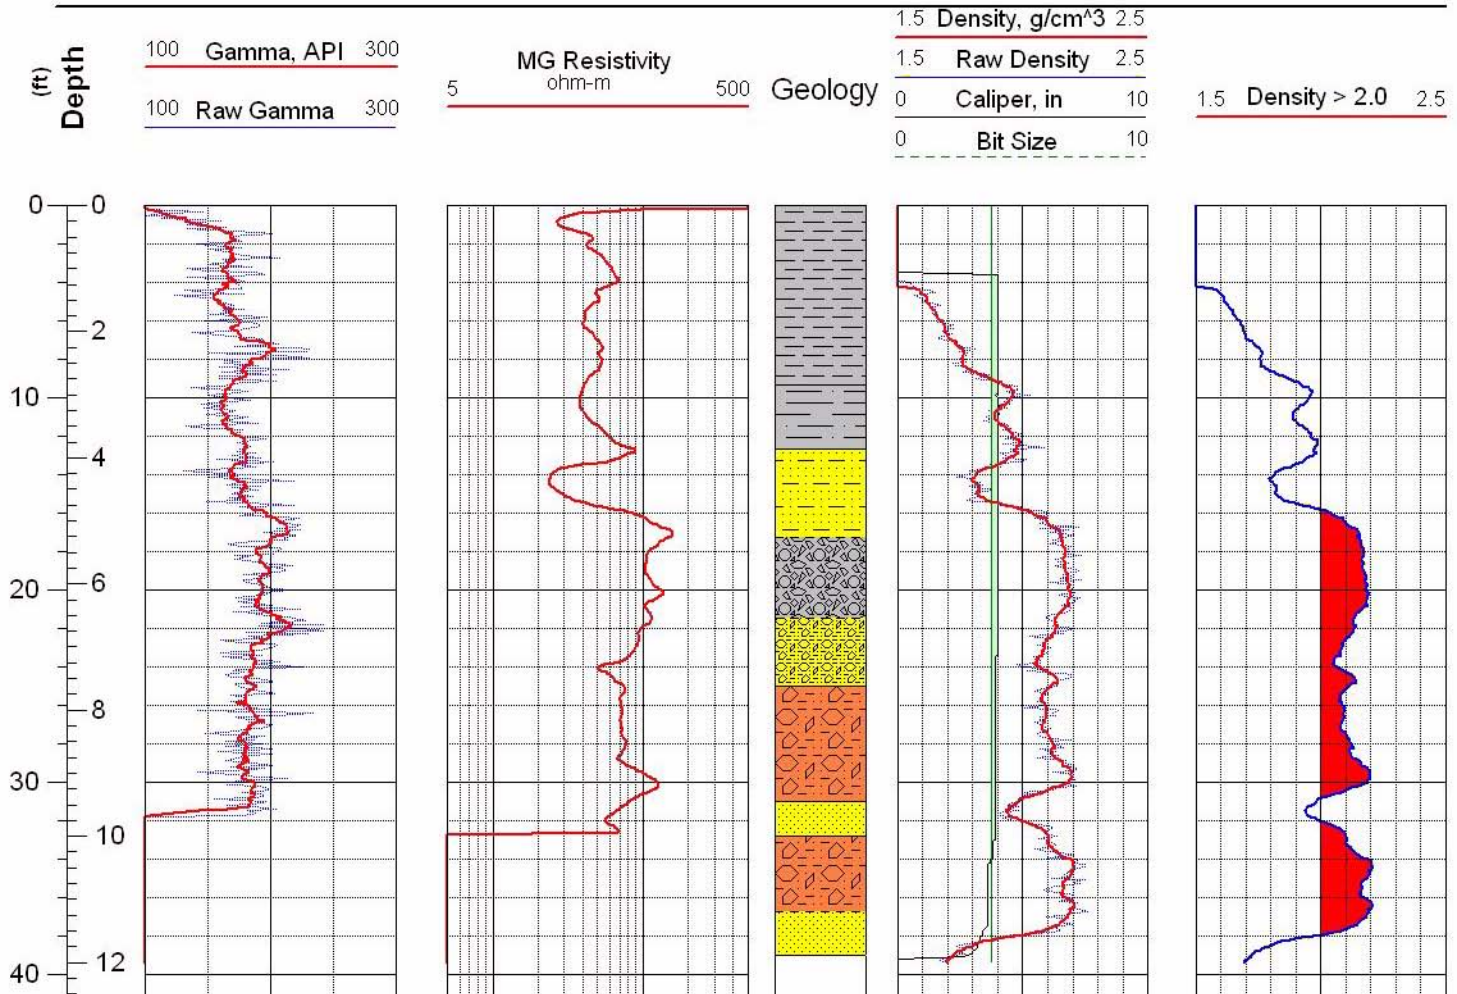 Depth
(ft)
100 Gamma, API 300
100 Raw Gamma 300
MG Resistivity
5 ohm-m 500
Geology
1.5 Density, g/cm^3 2.5
1.5 Raw Density 2.5
0 Caliper, in 10
0 Bit Size 10
1.5 Density > 2.0 2.5
0 0
2
10
4
20 6
8
30
10
12
40